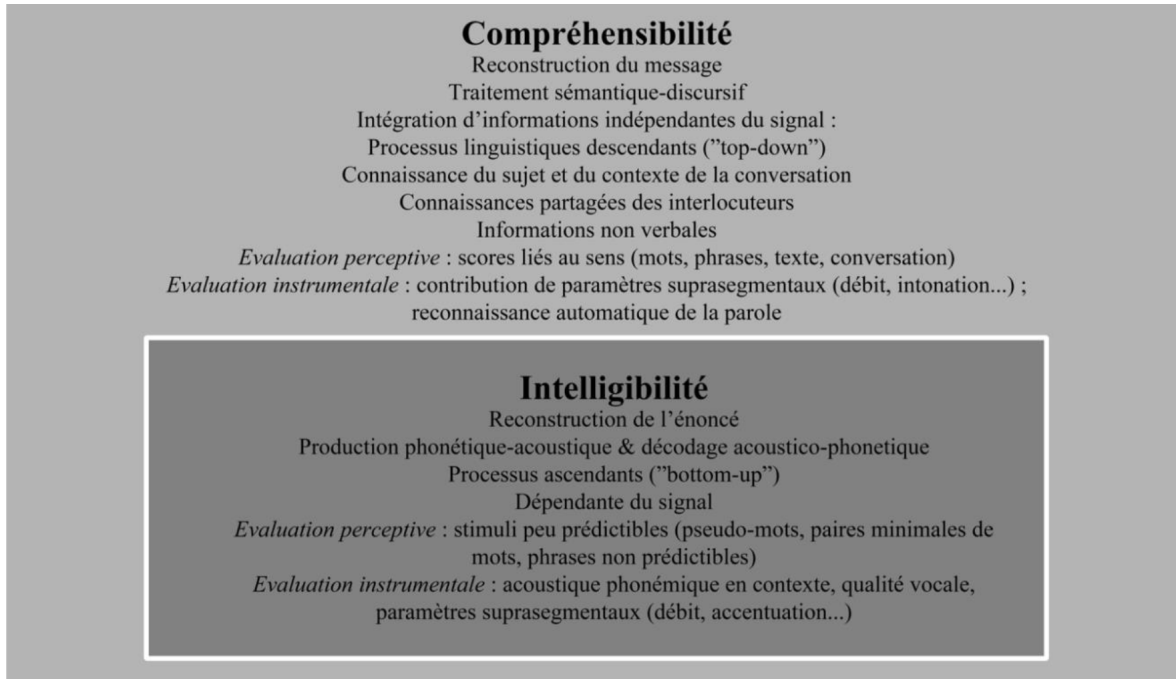 Compréhensibilité
Reconstruction du message
Traitement sémantique-discursif
Intégration d’informations indépendantes du signal :
Processus linguistiques descendants (”top-down”)
Connaissance du sujet et du contexte de la conversation
Connaissances partagées des interlocuteurs
Informations non verbales
Evaluation perceptive : scores liés au sens (mots, phrases, texte, conversation)
Evaluation instrumentale : contribution de paramètres suprasegmentaux (débit, intonation...) ;
reconnaissance automatique de la parole
Intelligibilité
Reconstruction de l’énoncé
Production phonétique-acoustique & décodage acoustico-phonetique
Processus ascendants (”bottom-up”)
Dépendante du signal
Evaluation perceptive : stimuli peu prédictibles (pseudo-mots, paires minimales de
mots, phrases non prédictibles)
Evaluation instrumentale : acoustique phonémique en contexte, qualité vocale,
paramètres suprasegmentaux (débit, accentuation...)